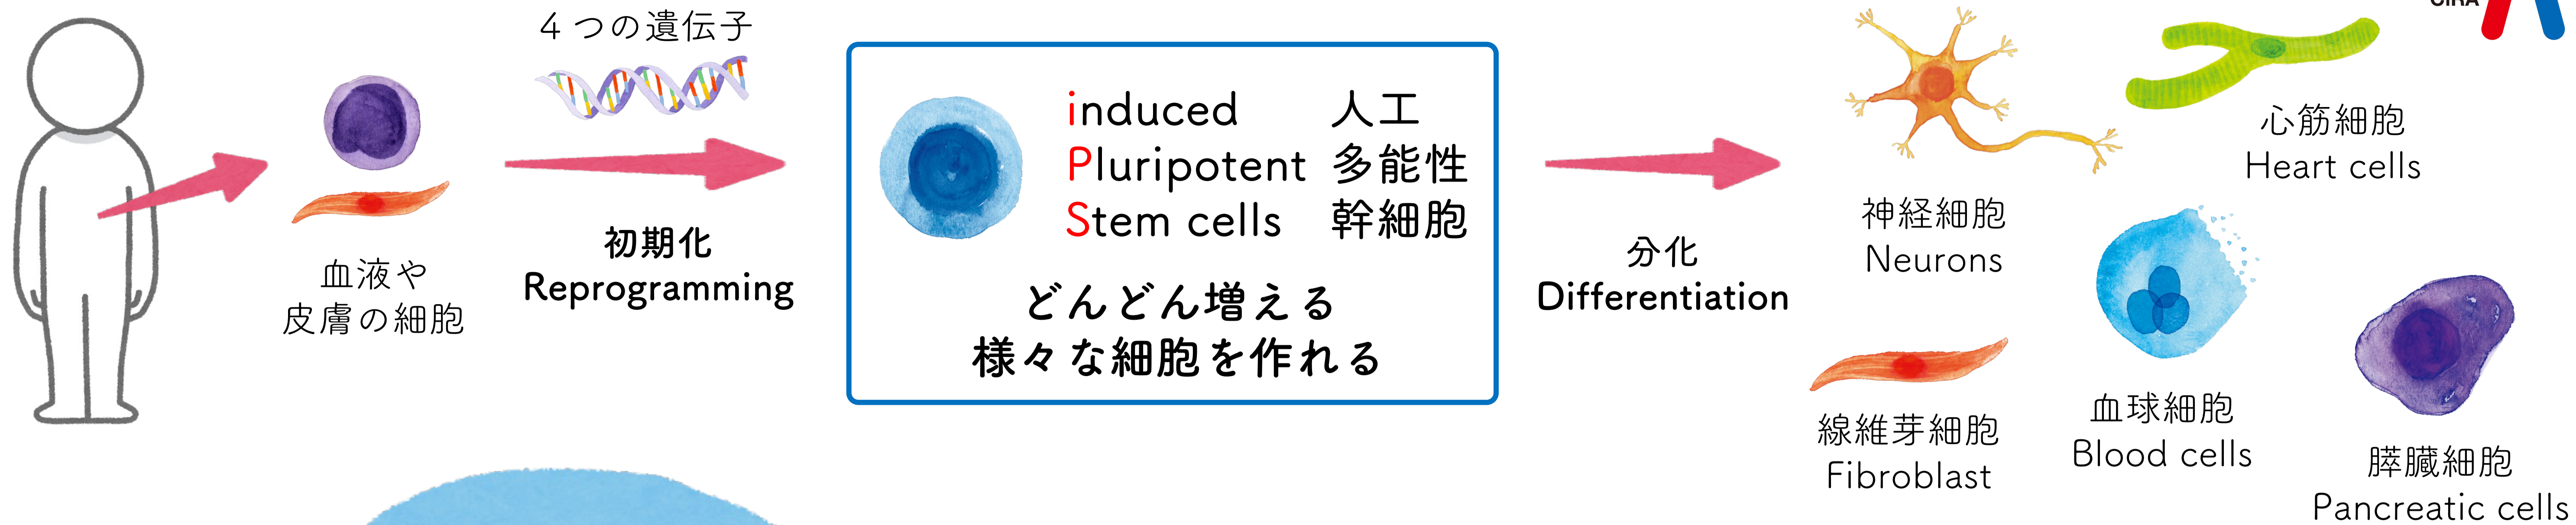 4つの遺伝子
血液や
皮膚の細胞
初期化
Reprogramming
induced 人工
Pluripotent 多能性
Stem cells 幹細胞
どんどん増える
様々な細胞を作れる
分化
Differentiation
神経細胞
Neurons
心筋細胞
Heart cells
線維芽細胞
Fibroblast
血球細胞
Blood cells
膵臓細胞
Pancreatic cells
CiRA